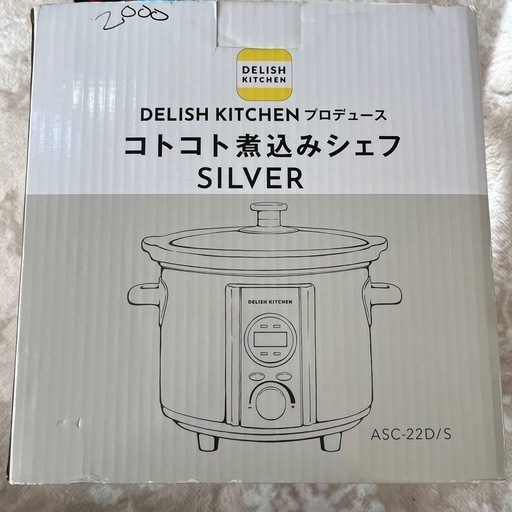 2000
DELISH
KITCHEN
DELISH KITCHEN プロデュース
コトコト煮込みシェフ
SILVER
DELISH KITCHEN
ASC-22D/S